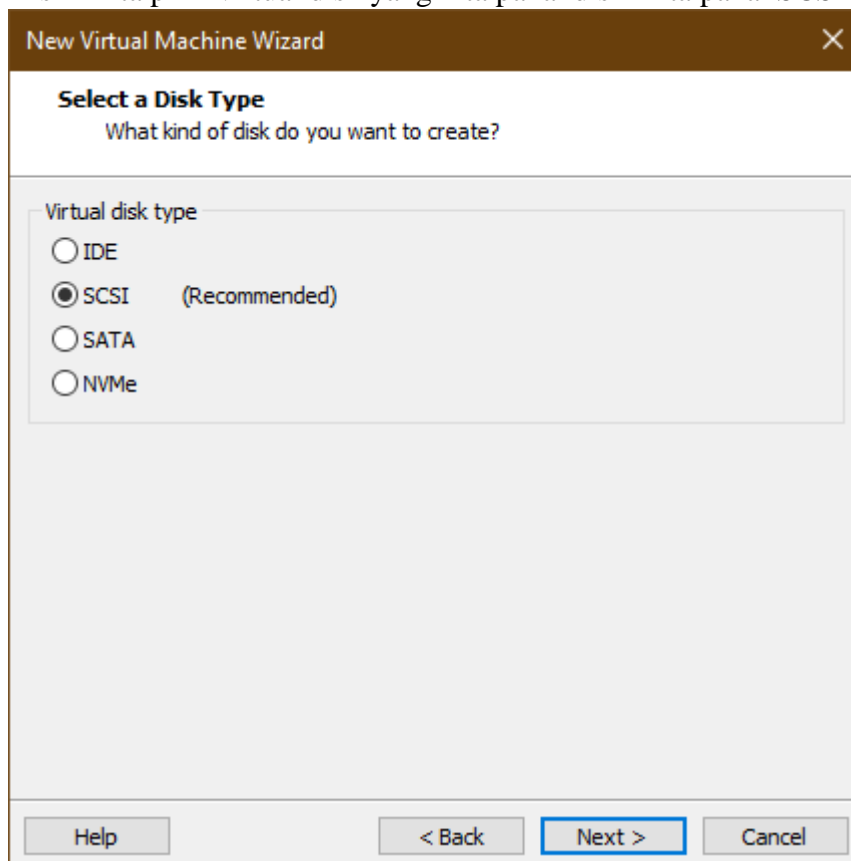 New Virtual Machine Wizard
Select a Disk Type
What kind of disk do you want to create?
Virtual disk type
IDE
SCSI (Recommended)
SATA
NVMe
Help < Back Next > Cancel